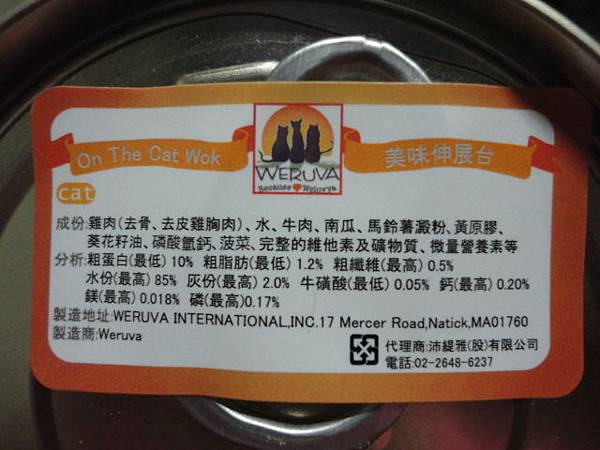 On The Cat Wok
WERUVA
Because ♥ Weluvya
美味伸展台
cat
成份:雞肉(去骨、去皮雞胸肉)、水、牛肉、南瓜、馬鈴薯澱粉、黃原膠、
葵花籽油、磷酸氫鈣、菠菜、完整的維他素及礦物質、微量營養素等
分析:粗蛋白(最低) 10% 粗脂肪(最低) 1.2% 粗纖維(最高) 0.5%
水份(最高) 85% 灰份(最高) 2.0% 牛磺酸(最低) 0.05% 鈣(最高) 0.20%
鎂(最高) 0.018% 磷(最高)0.17%
製造地址:WERUVA INTERNATIONAL,INC.17 Mercer Road,Natick,MA01760
製造商:Weruva
代理商:沛緹雅(股)有限公司
電話:02-2648-6237